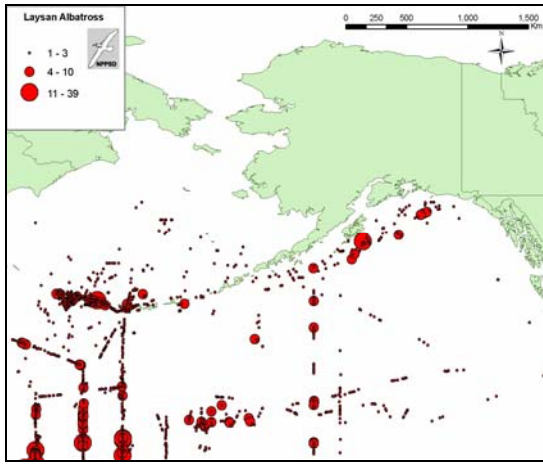 Laysan Albatross
1 - 3
4 - 10
11 - 39
NPPSD
0 250 500 1,000 1,500
Km
N